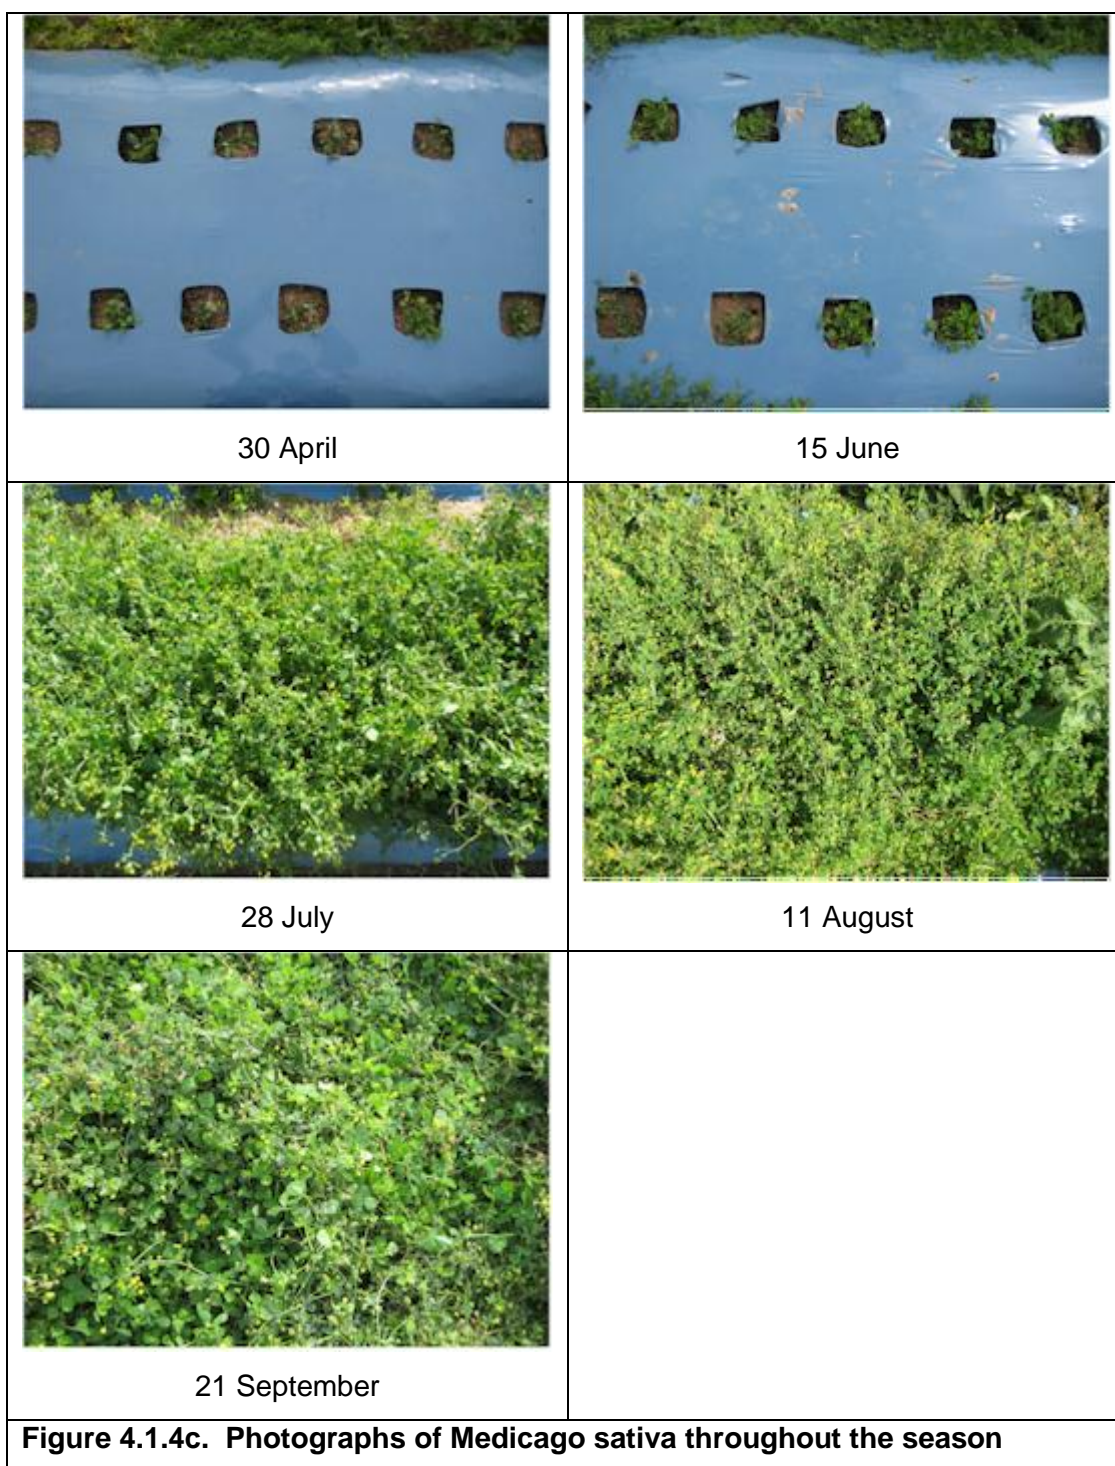 30 April
15 June
28 July
11 August
21 September
Figure 4.1.4c. Photographs of Medicago sativa throughout the season